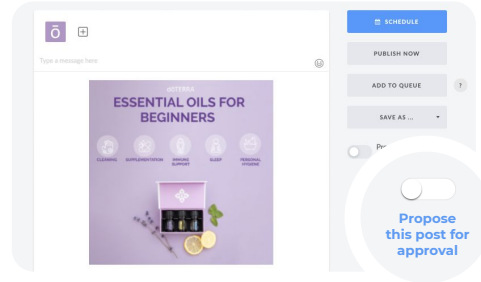 ō
SCHEDULE
PUBLISH NOW
Type a message here
ADD TO QUEUE
?
dōTERRA
ESSENTIAL OILS FOR
BEGINNERS
SAVE AS ...
CLEANING SUPPLEMENTATION IMMUNE SUPPORT SLEEP PERSONAL HYGIENE
Propose
this post for
approval